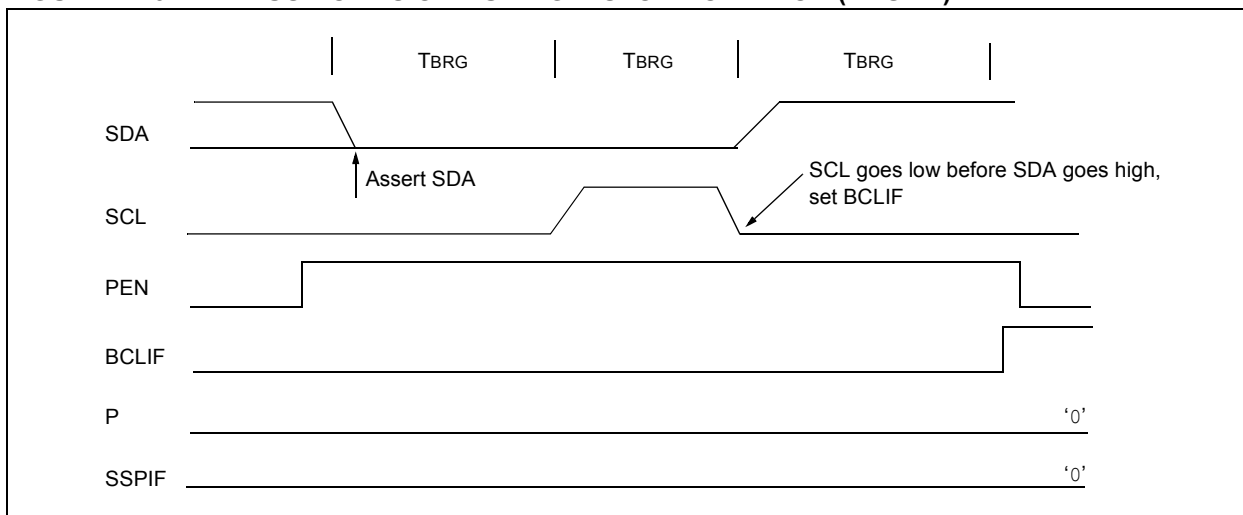 TBRG TBRG TBRG
SDA
Assert SDA
SCL goes low before SDA goes high,
set BCLIF
SCL
PEN
BCLIF
P
'0'
SSPIF
'0'